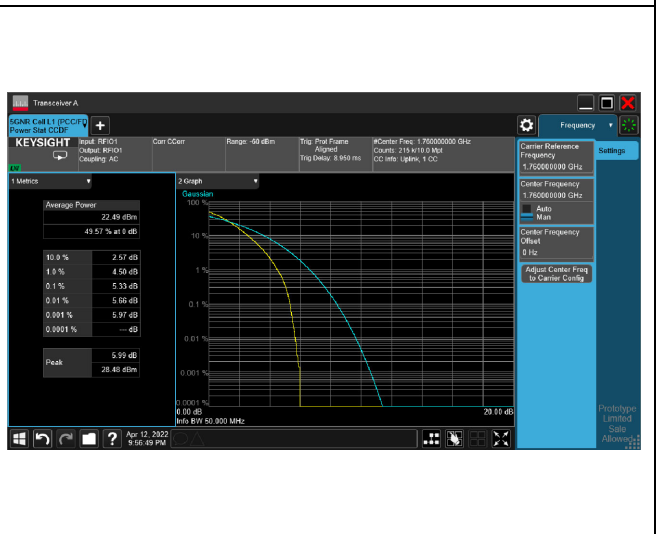 Transceiver A
5GNR Call L1 (PCC/F
Power Stat CCDF
Frequency
KEYSIGHT
Input: RFIO1
Output: RFIO1
Coupling: AC
Corr CCorr
Range: -60 dBm
Trig: Prot Frame
Aligned
Trig Delay: 8.950 ms
#Center Freq: 1.760000000 GHz
Counts: 215 k/10.0 Mpt
CC Info: Uplink, 1 CC
1 Metrics
Average Power
22.49 dBm
49.57 % at 0 dB
10.0 % 2.57 dB
1.0 % 4.50 dB
0.1 % 5.33 dB
0.01 % 5.66 dB
0.001 % 5.97 dB
0.0001 % --- dB
Peak
5.99 dB
28.48 dBm
2 Graph
Gaussian
100 %
10 %
1 %
0.1 %
0.01 %
0.001 %
0.0001 %
0.00 dB
20.00 dB
Info BW 50.000 MHz
Carrier Reference
Frequency
1.760000000 GHz
Center Frequency
1.760000000 GHz
Auto
Man
Center Frequency
Offset
0 Hz
Adjust Center Freq
to Carrier Config
Settings
Prototype
Limited
Sale
Allowed
Apr 12, 2022
9:56:49 PM